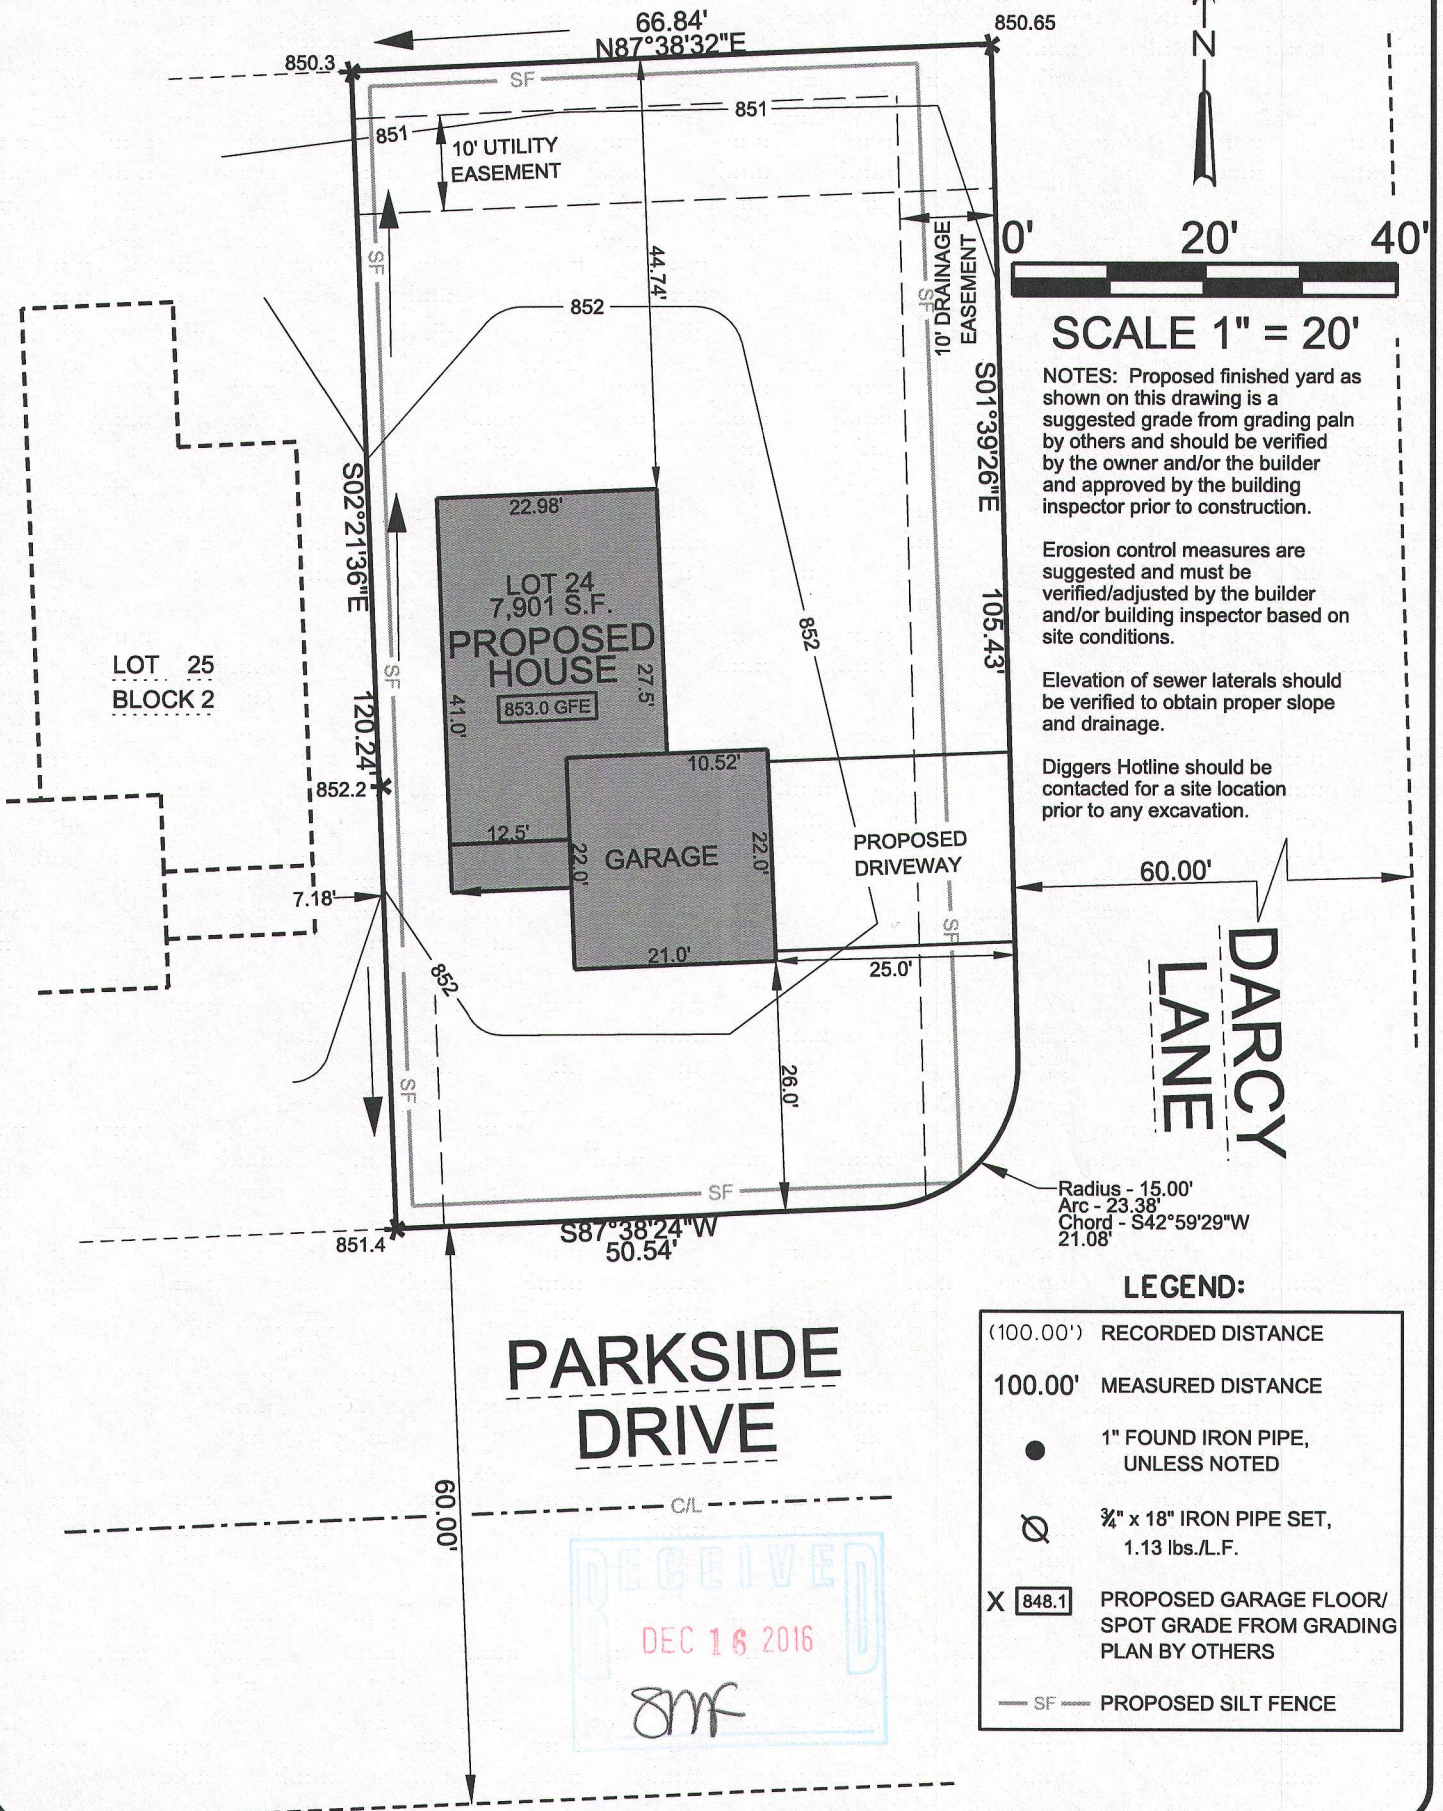 66.84'
N87°38'32"E
850.65
850.3
N
SF
851
851
10' UTILITY
EASEMENT
0' 20' 40'
SCALE 1" = 20'
SF
44.74'
10' DRAINAGE
EASEMENT
SF
852
NOTES: Proposed finished yard as
shown on this drawing is a
suggested grade from grading paln
by others and should be verified
by the owner and/or the builder
and approved by the building
inspector prior to construction.
Erosion control measures are
suggested and must be
verified/adjusted by the builder
and/or building inspector based on
site conditions.
Elevation of sewer laterals should
be verified to obtain proper slope
and drainage.
Diggers Hotline should be
contacted for a site location
prior to any excavation.
S01°39'26"E
105.43'
S02°21'36"E
120.24'
22.98'
LOT 24
7,901 S.F.
PROPOSED
HOUSE
853.0 GFE
27.5'
41.0'
852
SF
LOT 25
BLOCK 2
852.2
10.52'
12.5'
22.0'
GARAGE
22.0'
PROPOSED
DRIVEWAY
60.00'
7.18'
SF
21.0'
25.0'
852
DARCY
LANE
SF
26.0'
SF
Radius - 15.00'
Arc - 23.38'
Chord - S42°59'29"W
21.08'
851.4
S87°38'24"W
50.54'
PARKSIDE
DRIVE
60.00'
C/L
LEGEND:
(100.00') RECORDED DISTANCE
100.00' MEASURED DISTANCE
1" FOUND IRON PIPE,
UNLESS NOTED
¾" x 18" IRON PIPE SET,
1.13 lbs./L.F.
X 848.1 PROPOSED GARAGE FLOOR/
SPOT GRADE FROM GRADING
PLAN BY OTHERS
SF PROPOSED SILT FENCE
RECEIVED
DEC 16 2016
By
SMF